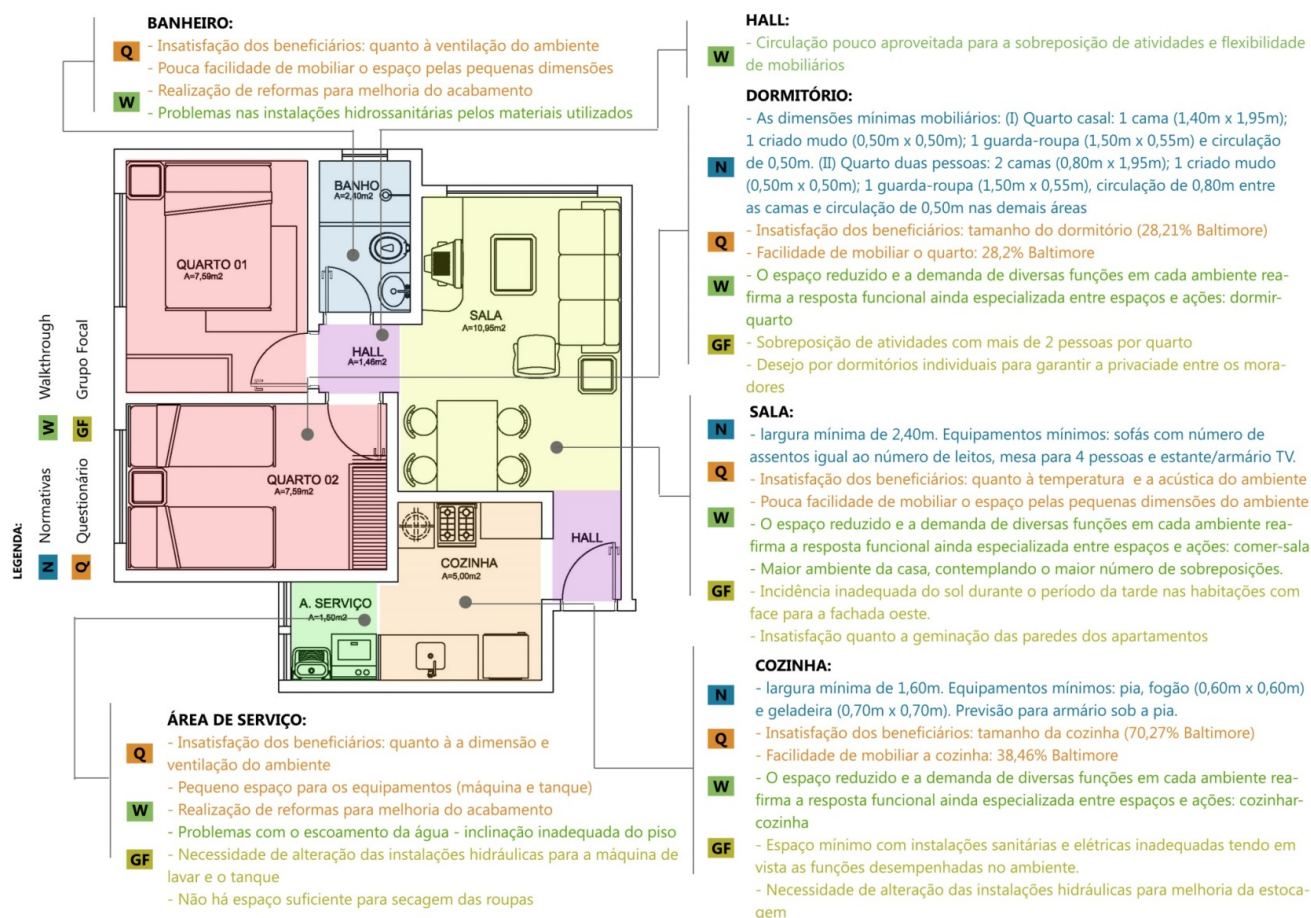 BANHEIRO:
Q
- Insatisfação dos beneficiários: quanto à ventilação do ambiente
- Pouca facilidade de mobiliar o espaço pelas pequenas dimensões
- Realização de reformas para melhoria do acabamento
W
- Problemas nas instalações hidrossanitárias pelos materiais utilizados
HALL:
W
- Circulação pouco aproveitada para a sobreposição de atividades e flexibilidade
de mobiliários
DORMITÓRIO:
N
- As dimensões mínimas mobiliários: (I) Quarto casal: 1 cama (1,40m x 1,95m);
1 criado mudo (0,50m x 0,50m); 1 guarda-roupa (1,50m x 0,55m) e circulação
de 0,50m. (II) Quarto duas pessoas: 2 camas (0,80m x 1,95m); 1 criado mudo
(0,50m x 0,50m); 1 guarda-roupa (1,50m x 0,55m), circulação de 0,80m entre
as camas e circulação de 0,50m nas demais áreas
Q
- Insatisfação dos beneficiários: tamanho do dormitório (28,21% Baltimore)
- Facilidade de mobiliar o quarto: 28,2% Baltimore
W
- O espaço reduzido e a demanda de diversas funções em cada ambiente rea-
firma a resposta funcional ainda especializada entre espaços e ações: dormir-
quarto
GF
- Sobreposição de atividades com mais de 2 pessoas por quarto
- Desejo por dormitórios individuais para garantir a privaciade entre os mora-
dores
SALA:
N
- largura mínima de 2,40m. Equipamentos mínimos: sofás com número de
assentos igual ao número de leitos, mesa para 4 pessoas e estante/armário TV.
Q
- Insatisfação dos beneficiários: quanto à temperatura e a acústica do ambiente
- Pouca facilidade de mobiliar o espaço pelas pequenas dimensões do ambiente
W
- O espaço reduzido e a demanda de diversas funções em cada ambiente rea-
firma a resposta funcional ainda especializada entre espaços e ações: comer-sala
- Maior ambiente da casa, contemplando o maior número de sobreposições.
GF
- Incidência inadequada do sol durante o período da tarde nas habitações com
face para a fachada oeste.
- Insatisfação quanto a geminação das paredes dos apartamentos
COZINHA:
N
- largura mínima de 1,60m. Equipamentos mínimos: pia, fogão (0,60m x 0,60m)
e geladeira (0,70m x 0,70m). Previsão para armário sob a pia.
Q
- Insatisfação dos beneficiários: tamanho da cozinha (70,27% Baltimore)
- Facilidade de mobiliar a cozinha: 38,46% Baltimore
W
- O espaço reduzido e a demanda de diversas funções em cada ambiente rea-
firma a resposta funcional ainda especializada entre espaços e ações: cozinhar-
cozinha
GF
- Espaço mínimo com instalações sanitárias e elétricas inadequadas tendo em
vista as funções desempenhadas no ambiente.
- Necessidade de alteração das instalações hidráulicas para melhoria da estoca-
gem
ÁREA DE SERVIÇO:
Q
- Insatisfação dos beneficiários: quanto à a dimensão e
ventilação do ambiente
- Pequeno espaço para os equipamentos (máquina e tanque)
W
- Realização de reformas para melhoria do acabamento
- Problemas com o escoamento da água - inclinação inadequada do piso
GF
- Necessidade de alteração das instalações hidráulicas para a máquina de
lavar e o tanque
- Não há espaço suficiente para secagem das roupas
LEGENDA:
N Normativas
W Walkthrough
Q Questionário
GF Grupo Focal
BANHO
A=2,40m2
QUARTO 01
A=7,59m2
SALA
A=10,95m2
HALL
A=1,46m2
QUARTO 02
A=7,59m2
HALL
COZINHA
A=5,00m2
A. SERVIÇO
A=1,50m2